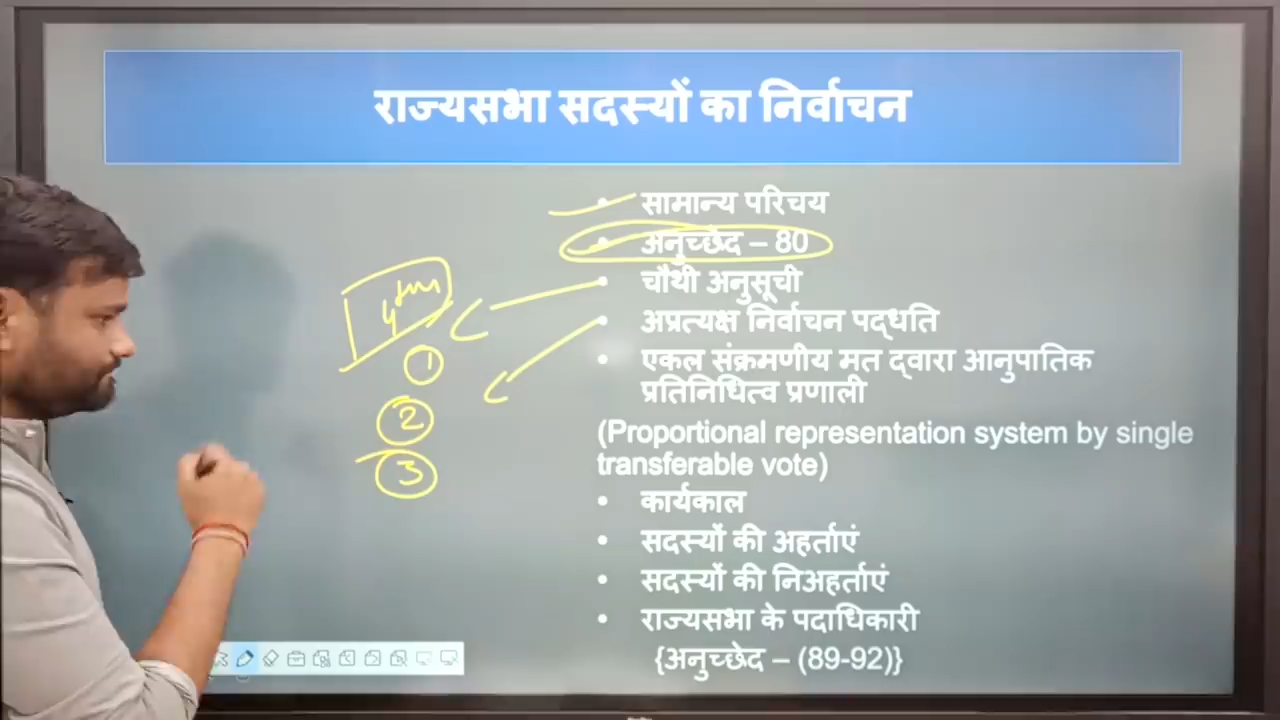 राज्यसभा सदस्यों का निर्वाचन
• सामान्य परिचय
• अनुच्छेद – 80
• चौथी अनुसूची
• अप्रत्यक्ष निर्वाचन पद्धति
• एकल संक्रमणीय मत द्वारा आनुपातिक
प्रतिनिधित्व प्रणाली
(Proportional representation system by single
transferable vote)
• कार्यकाल
• सदस्यों की अहर्ताएं
• सदस्यों की निअहर्ताएं
• राज्यसभा के पदाधिकारी
{अनुच्छेद – (89-92)}
4
1
2
3